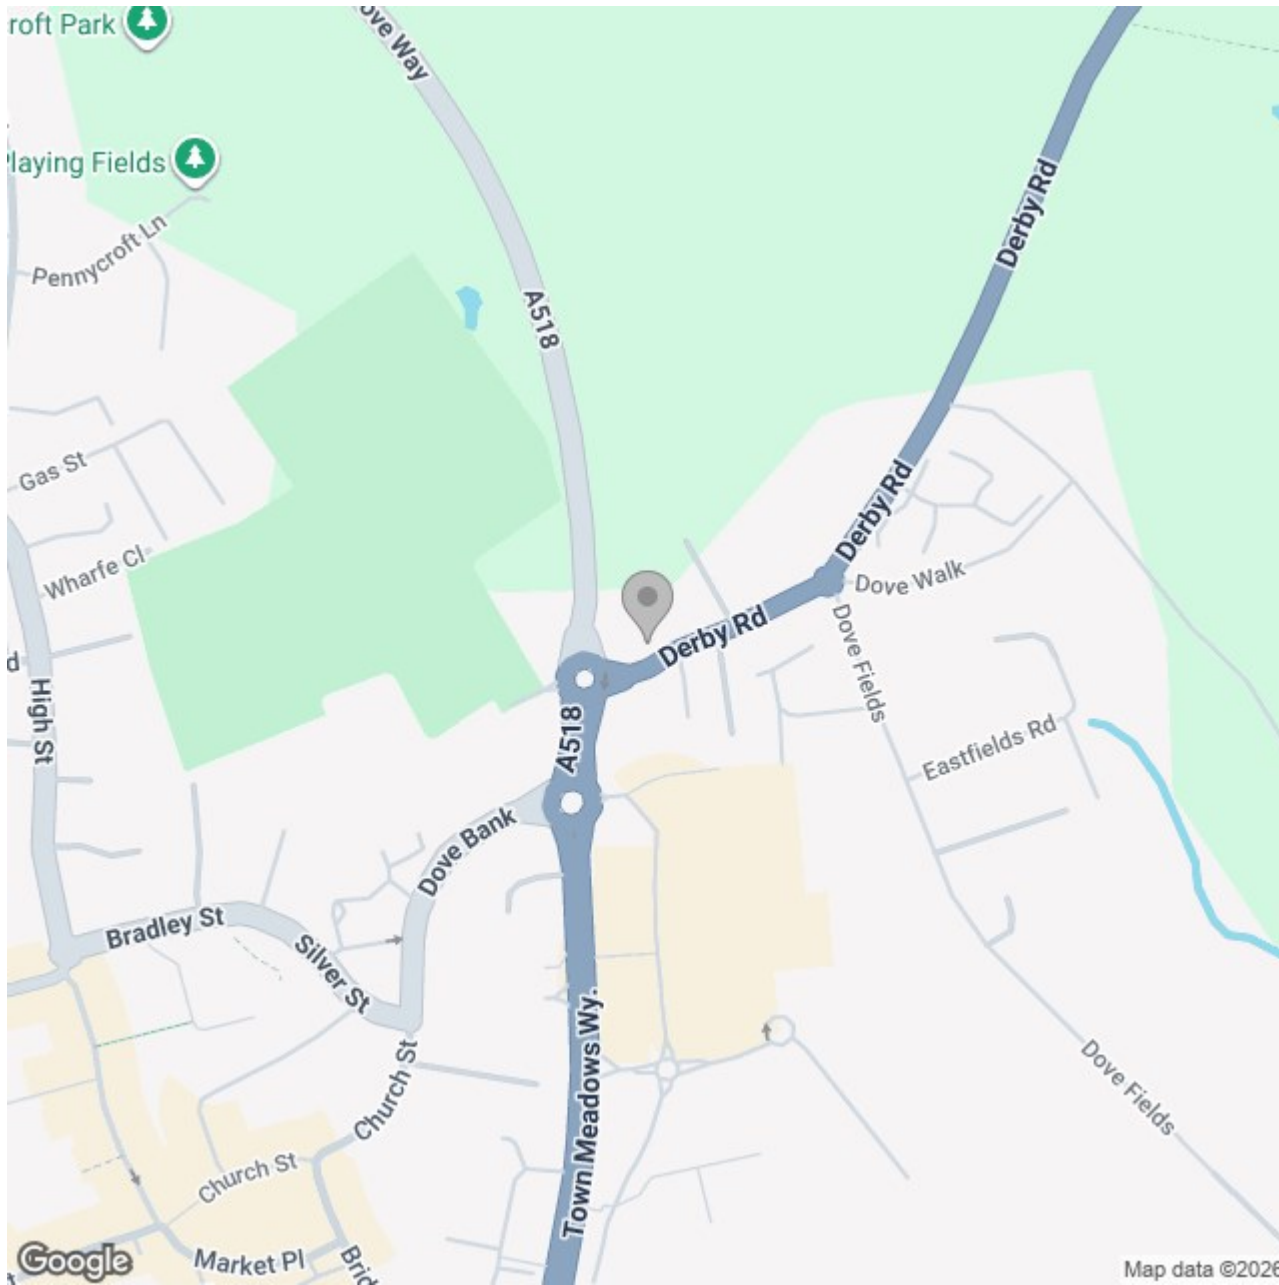 roft Park
ove Way
laying Fields
Pennycroft Ln
Derby Rd
A518
Gas St
Wharfe Cl
Derby Rd
Dove Walk
Derby Rd
Dove Fields
d
High St
A518
Eastfields Rd
Dove Bank
Bradley St
Silver St
Town Meadows Wy.
Church St
Dove Fields
Church St
Market Pl
Brid
t
Google
Map data ©2026